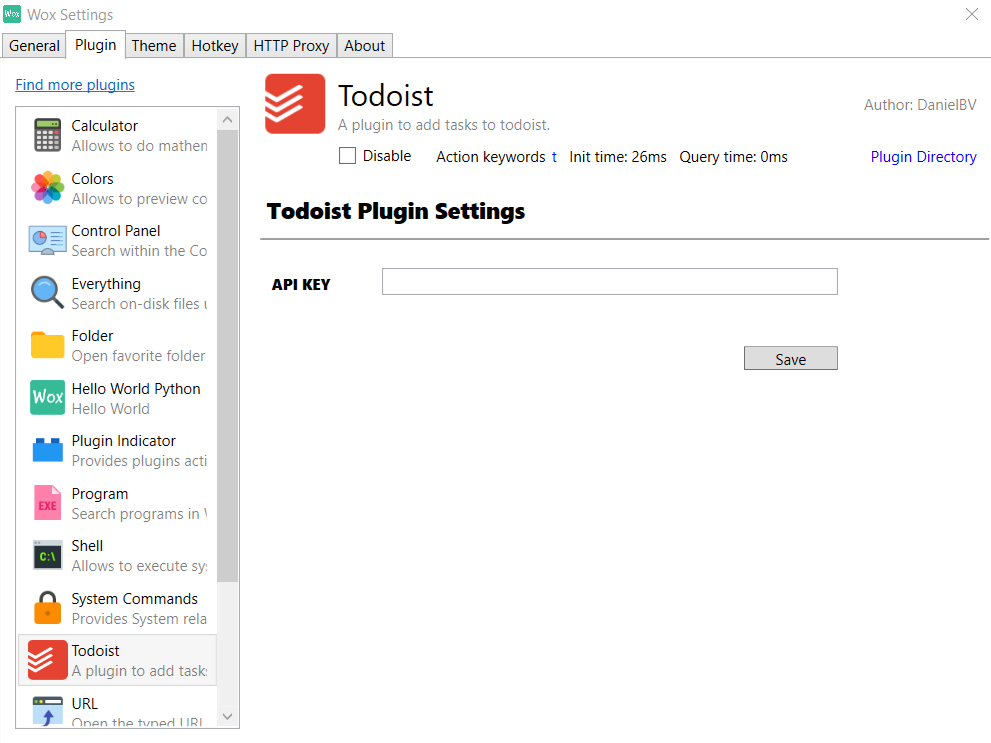 Wox Wox Settings
General Plugin Theme Hotkey HTTP Proxy About
Find more plugins
Calculator
Allows to do mathen
Colors
Allows to preview co
Control Panel
Search within the Co
Everything
Search on-disk files u
Folder
Open favorite folder
Wox
Hello World Python
Hello World
Plugin Indicator
Provides plugins acti
EXE
Program
Search programs in
C:\
Shell
Allows to execute sys
System Commands
Provides System rela
Todoist
A plugin to add tasks
URL
Open the typed URL
Todoist
A plugin to add tasks to todoist.
Author: DanielBV
Disable Action keywords t Init time: 26ms Query time: 0ms Plugin Directory
Todoist Plugin Settings
API KEY
Save